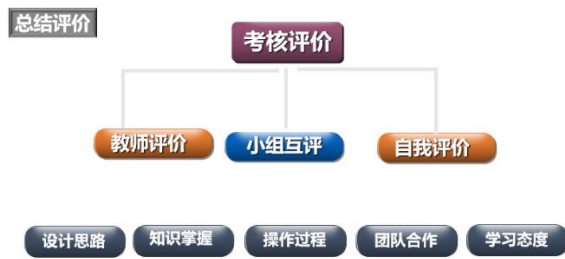 总结评价
考核评价
教师评价
小组互评
自我评价
设计思路
知识掌握
操作过程
团队合作
学习态度